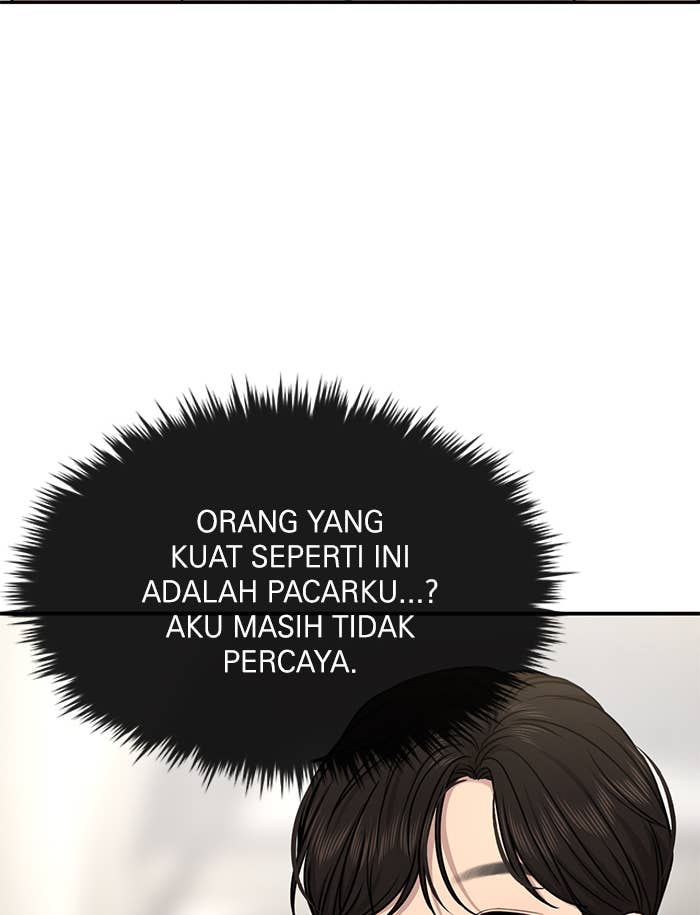 ORANG YANG
KUAT SEPERTI INI
ADALAH PACARKU...?
AKU MASIH TIDAK
PERCAYA.